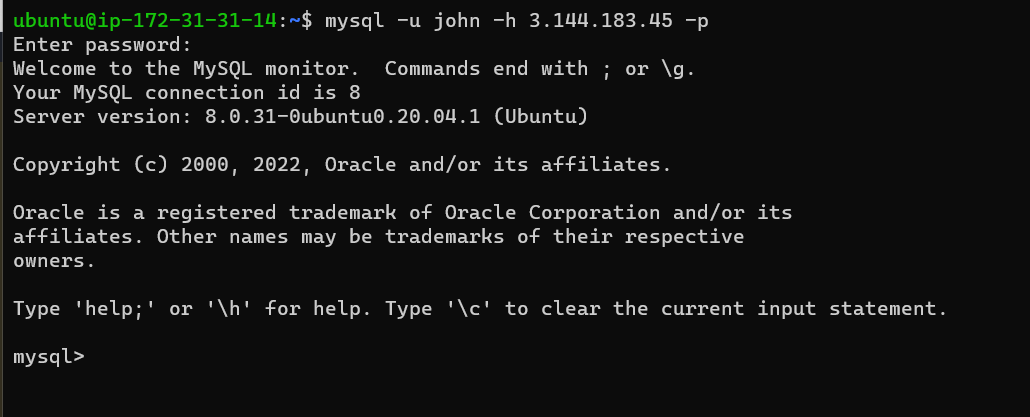 ubuntu@ip-172-31-31-14:~$ mysql -u john -h 3.144.183.45 -p
Enter password:
Welcome to the MySQL monitor.  Commands end with ; or \g.
Your MySQL connection id is 8
Server version: 8.0.31-0ubuntu0.20.04.1 (Ubuntu)

Copyright (c) 2000, 2022, Oracle and/or its affiliates.

Oracle is a registered trademark of Oracle Corporation and/or its
affiliates. Other names may be trademarks of their respective
owners.

Type 'help;' or '\h' for help. Type '\c' to clear the current input statement.

mysql>